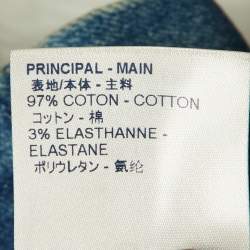 PRINCIPAL - MAIN
表地/本体 - 主料
97% COTON - COTTON
コットン - 棉
3% ELASTHANNE -
ELASTANE
ポリウレタン - 氨纶